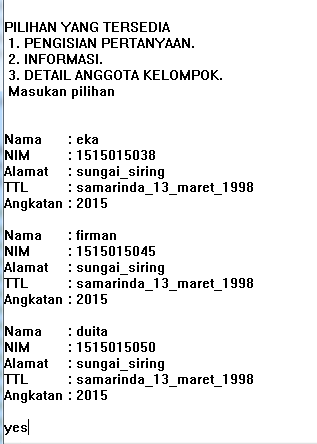 PILIHAN YANG TERSEDIA
1. PENGISIAN PERTANYAAN.
2. INFORMASI.
3. DETAIL ANGGOTA KELOMPOK.
Masukan pilihan
Nama : eka
NIM : 1515015038
Alamat : sungai_siring
TTL : samarinda_13_maret_1998
Angkatan : 2015
Nama : firman
NIM : 1515015045
Alamat : sungai_siring
TTL : samarinda_13_maret_1998
Angkatan : 2015
Nama : duita
NIM : 1515015050
Alamat : sungai_siring
TTL : samarinda_13_maret_1998
Angkatan : 2015
yes